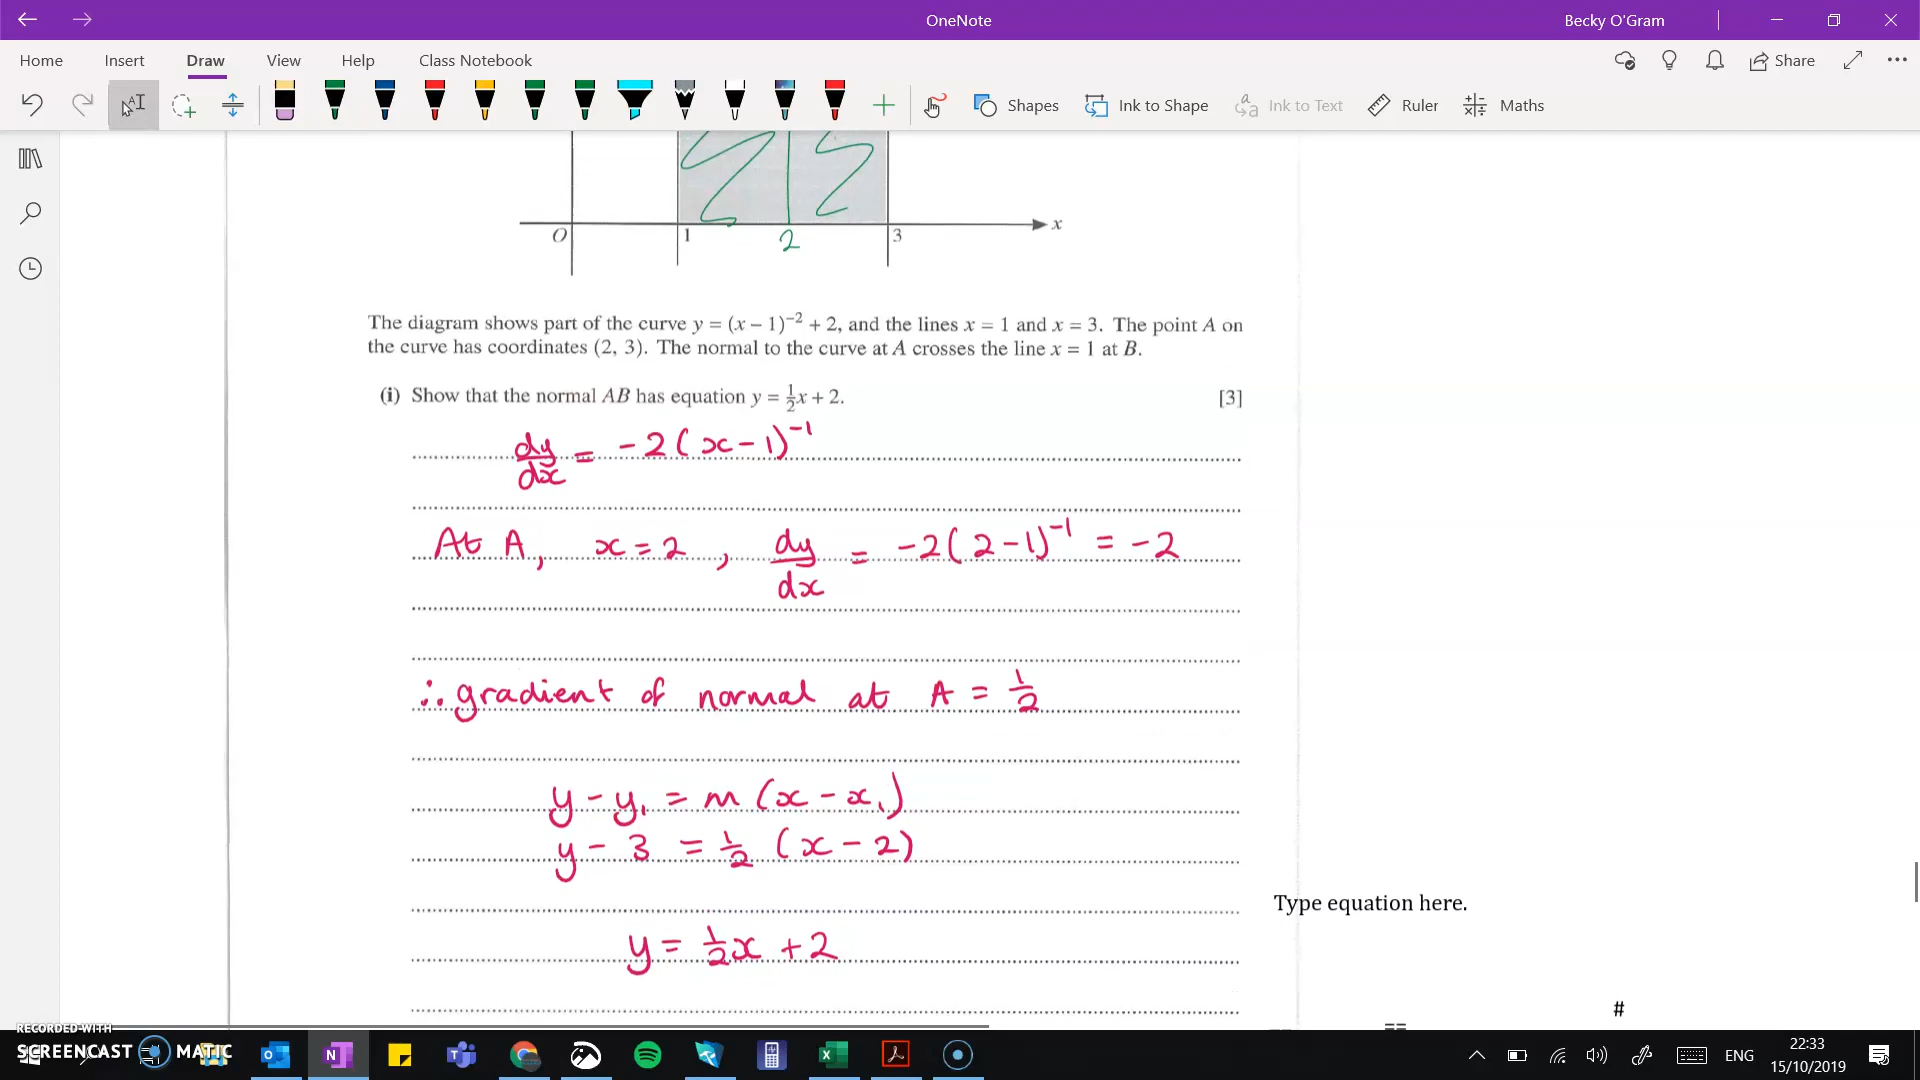 OneNote
Becky O'Gram
Home Insert Draw View Help Class Notebook
Share
Shapes Ink to Shape Ink to Text Ruler Maths
O 1 2 3 x
The diagram shows part of the curve y = (x − 1)⁻² + 2, and the lines x = 1 and x = 3. The point A on
the curve has coordinates (2, 3). The normal to the curve at A crosses the line x = 1 at B.
(i) Show that the normal AB has equation y = ½x + 2. [3]
dy/dx = -2(x-1)⁻¹
At A, x = 2, dy/dx = -2(2-1)⁻¹ = -2
∴ gradient of normal at A = ½
y - y₁ = m(x - x₁)
y - 3 = ½ (x - 2)
Type equation here.
y = ½x + 2
#
==
RECORDED WITH
SCREENCAST MATIC
ENG
22:33
15/10/2019